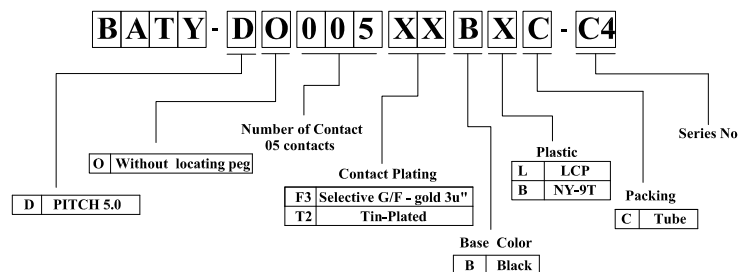 BATY-DO005XXBXC-C4
Number of Contact
05 contacts
Series No
O Without locating peg
Contact Plating
F3 Selective G/F - gold 3u"
T2 Tin-Plated
Plastic
L LCP
B NY-9T
D PITCH 5.0
Packing
C Tube
Base Color
B Black